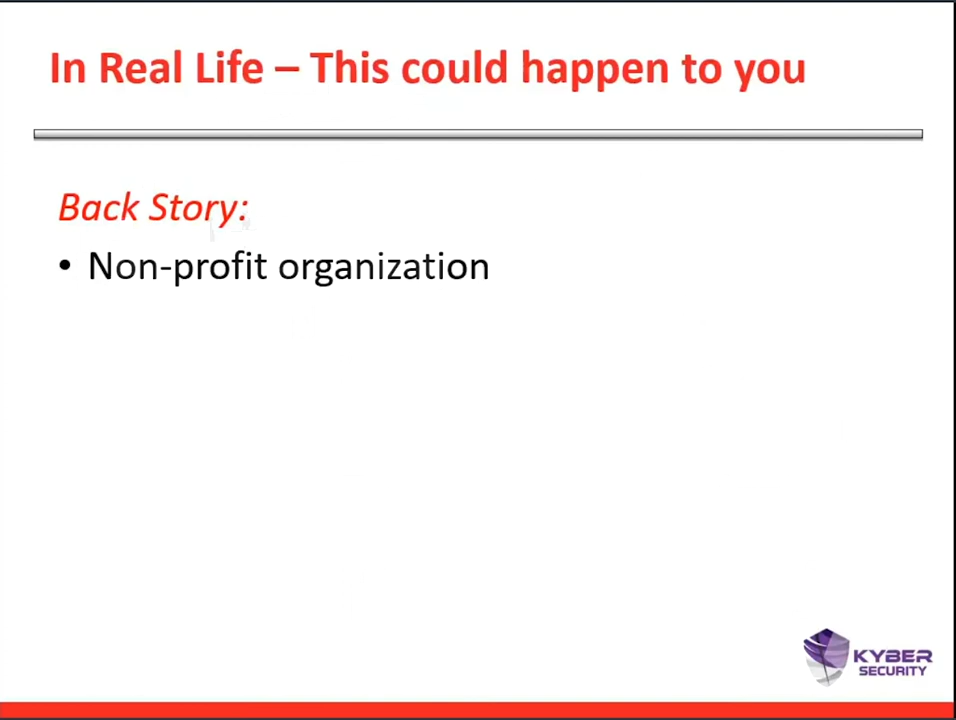 In Real Life – This could happen to you
Back Story:
• Non-profit organization
KYBER
SECURITY